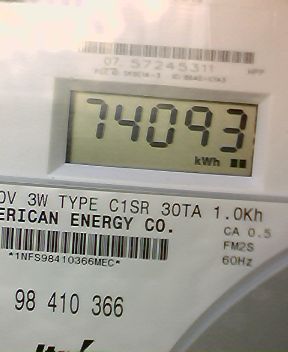 07 57245311
74093
kWh
0V 3W TYPE C1SR 30TA 1.0Kh
ERICAN ENERGY CO.
CA 0.5
FM2S
60Hz
*1NFS98410366MEC*
98 410 366